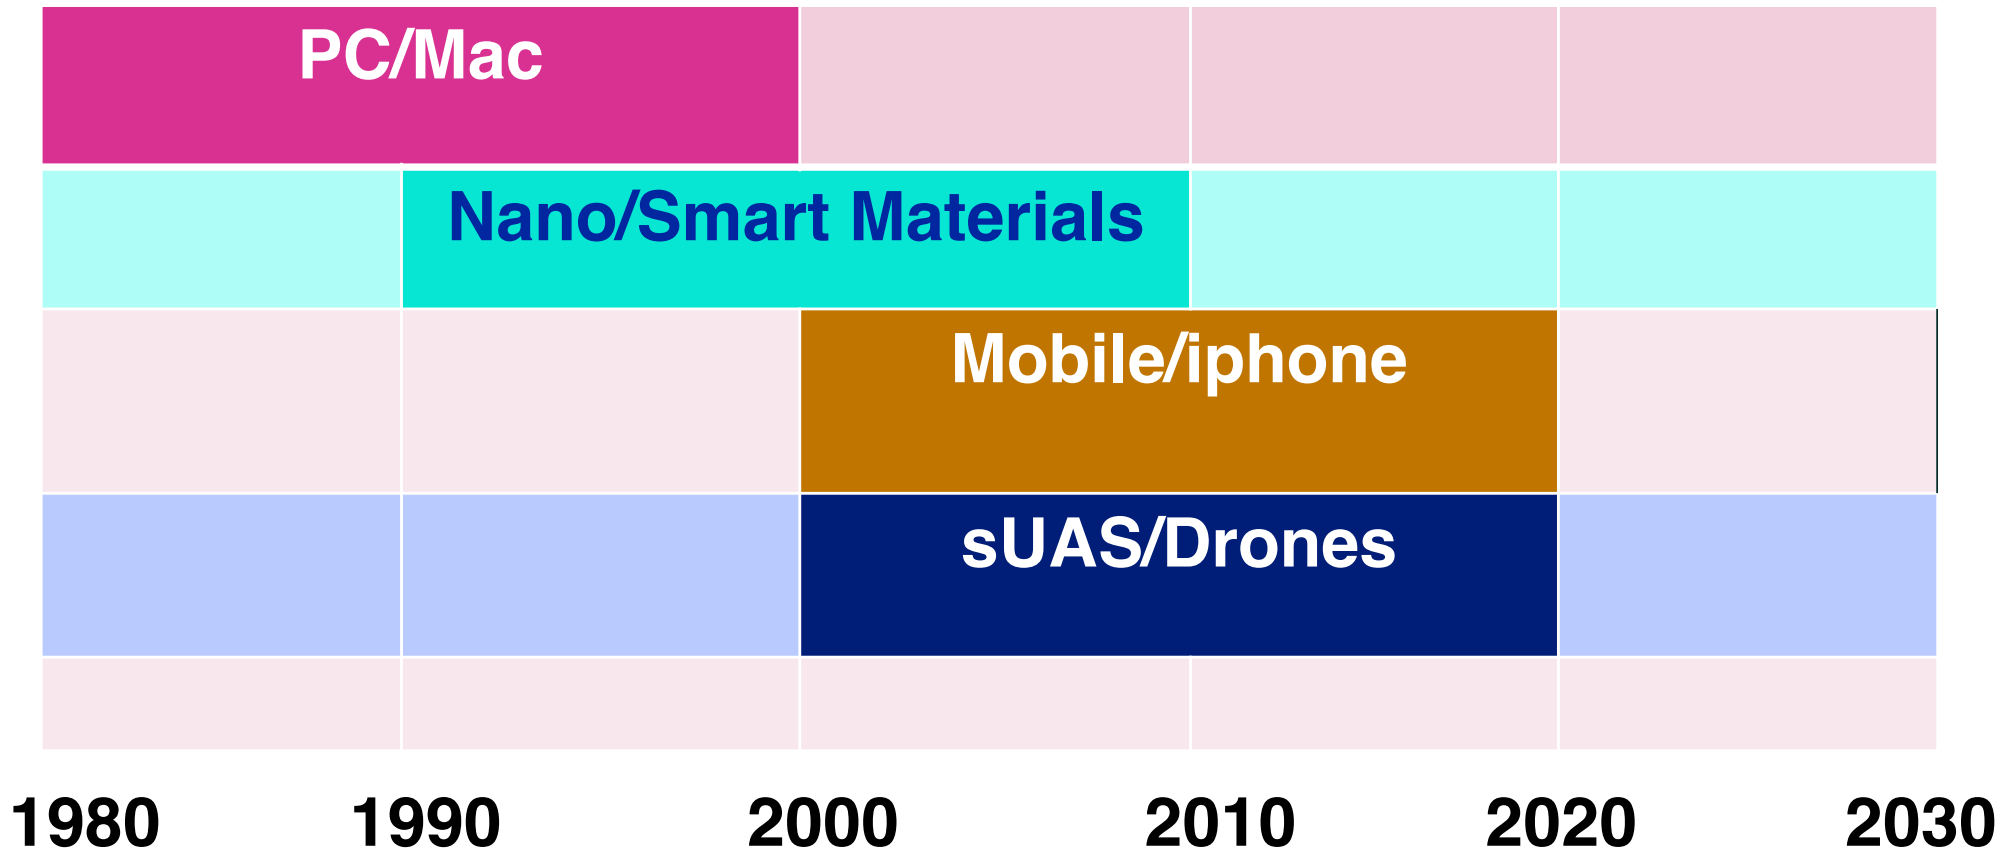 PC/Mac
Nano/Smart Materials
Mobile/iphone
sUAS/Drones
1980 1990 2000 2010 2020 2030